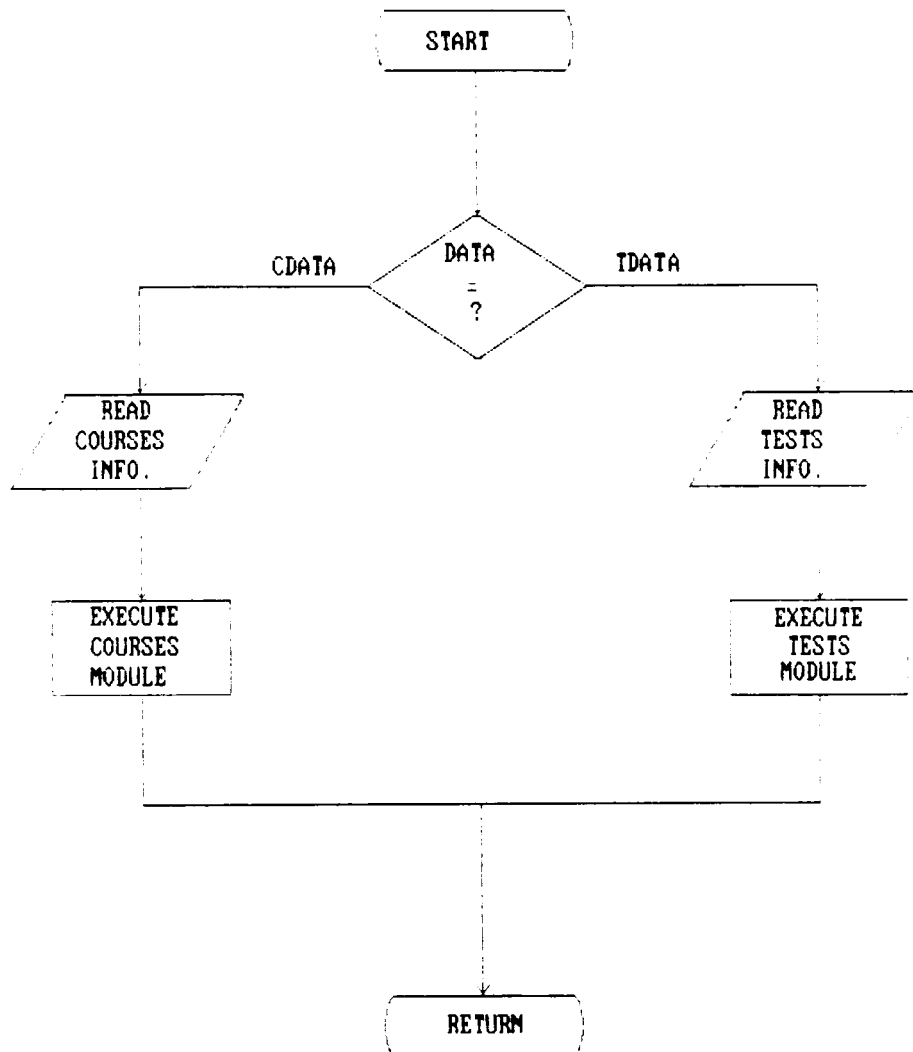 START
DATA
=
?
CDATA
TDATA
READ
COURSES
INFO.
READ
TESTS
INFO.
EXECUTE
COURSES
MODULE
EXECUTE
TESTS
MODULE
RETURN